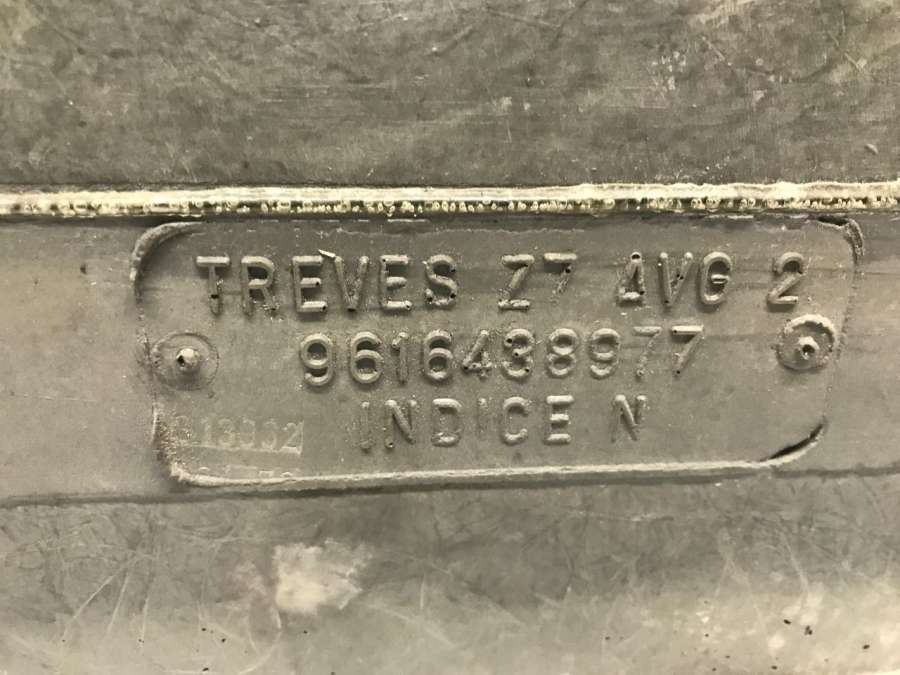 TREVES Z7 AVG 2
9616438977
INDICE N